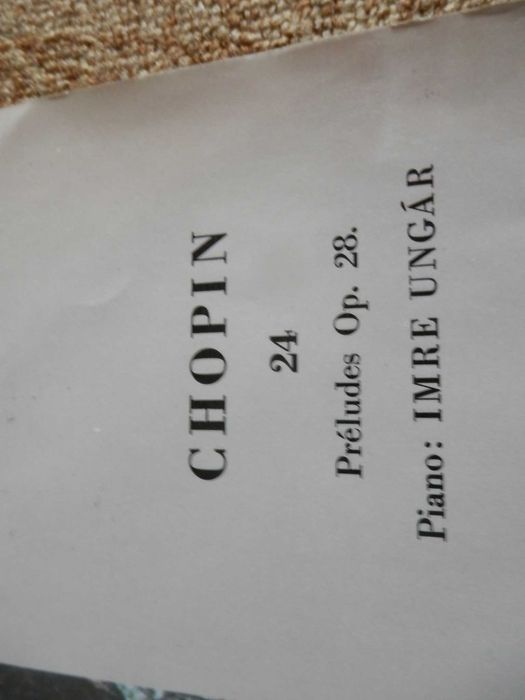 CHOPIN
24
Préludes Op. 28.
Piano: IMRE UNGÁR